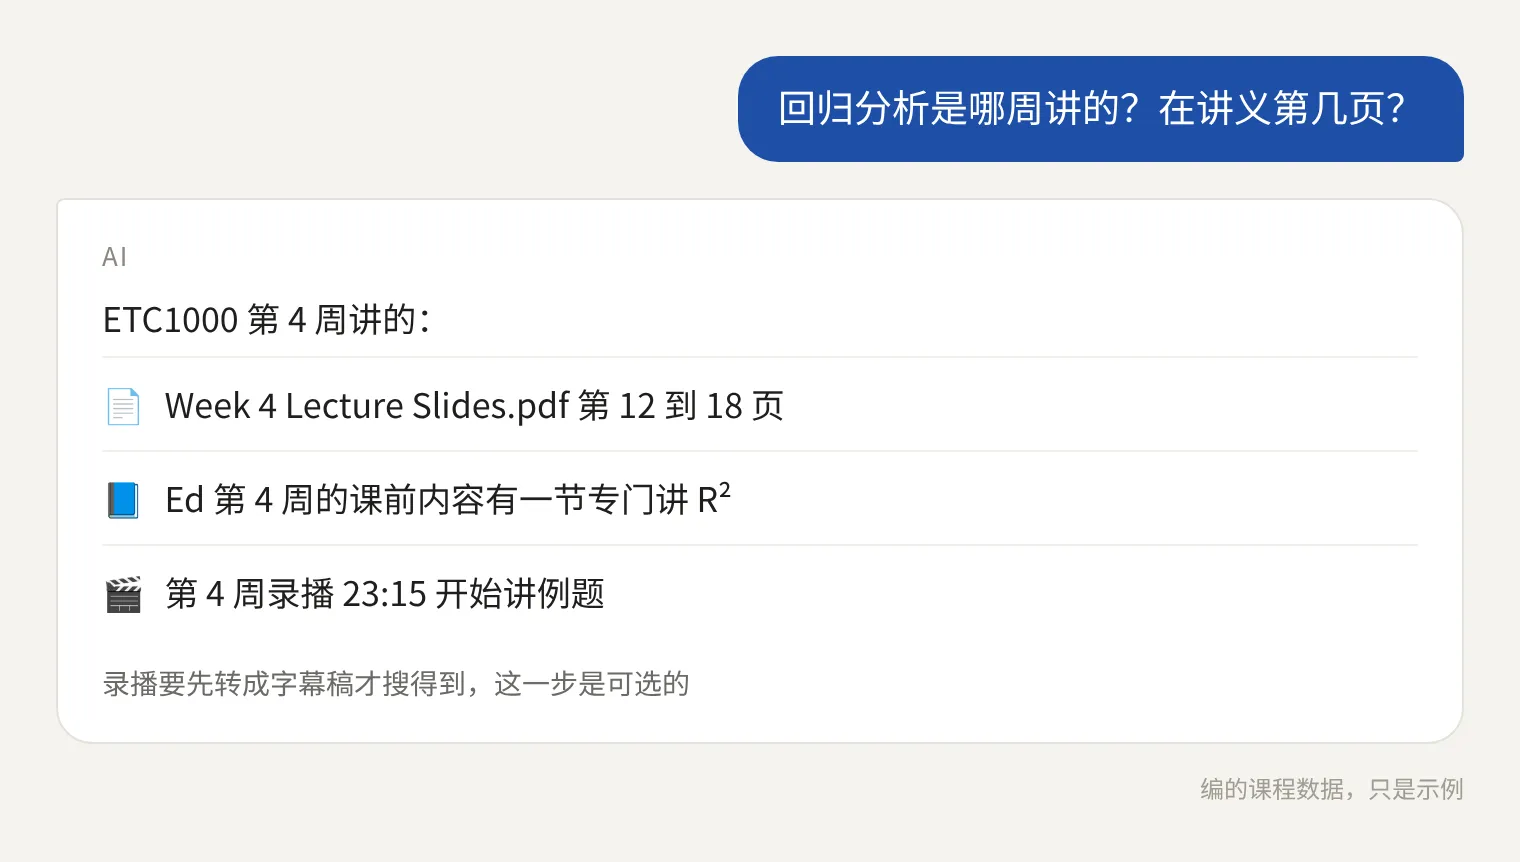 回归分析是哪周讲的？在讲义第几页？
AI
ETC1000 第 4 周讲的：
Week 4 Lecture Slides.pdf 第 12 到 18 页
Ed 第 4 周的课前内容有一节专门讲 R²
第 4 周录播 23:15 开始讲例题
录播要先转成字幕稿才搜得到，这一步是可选的
编的课程数据，只是示例